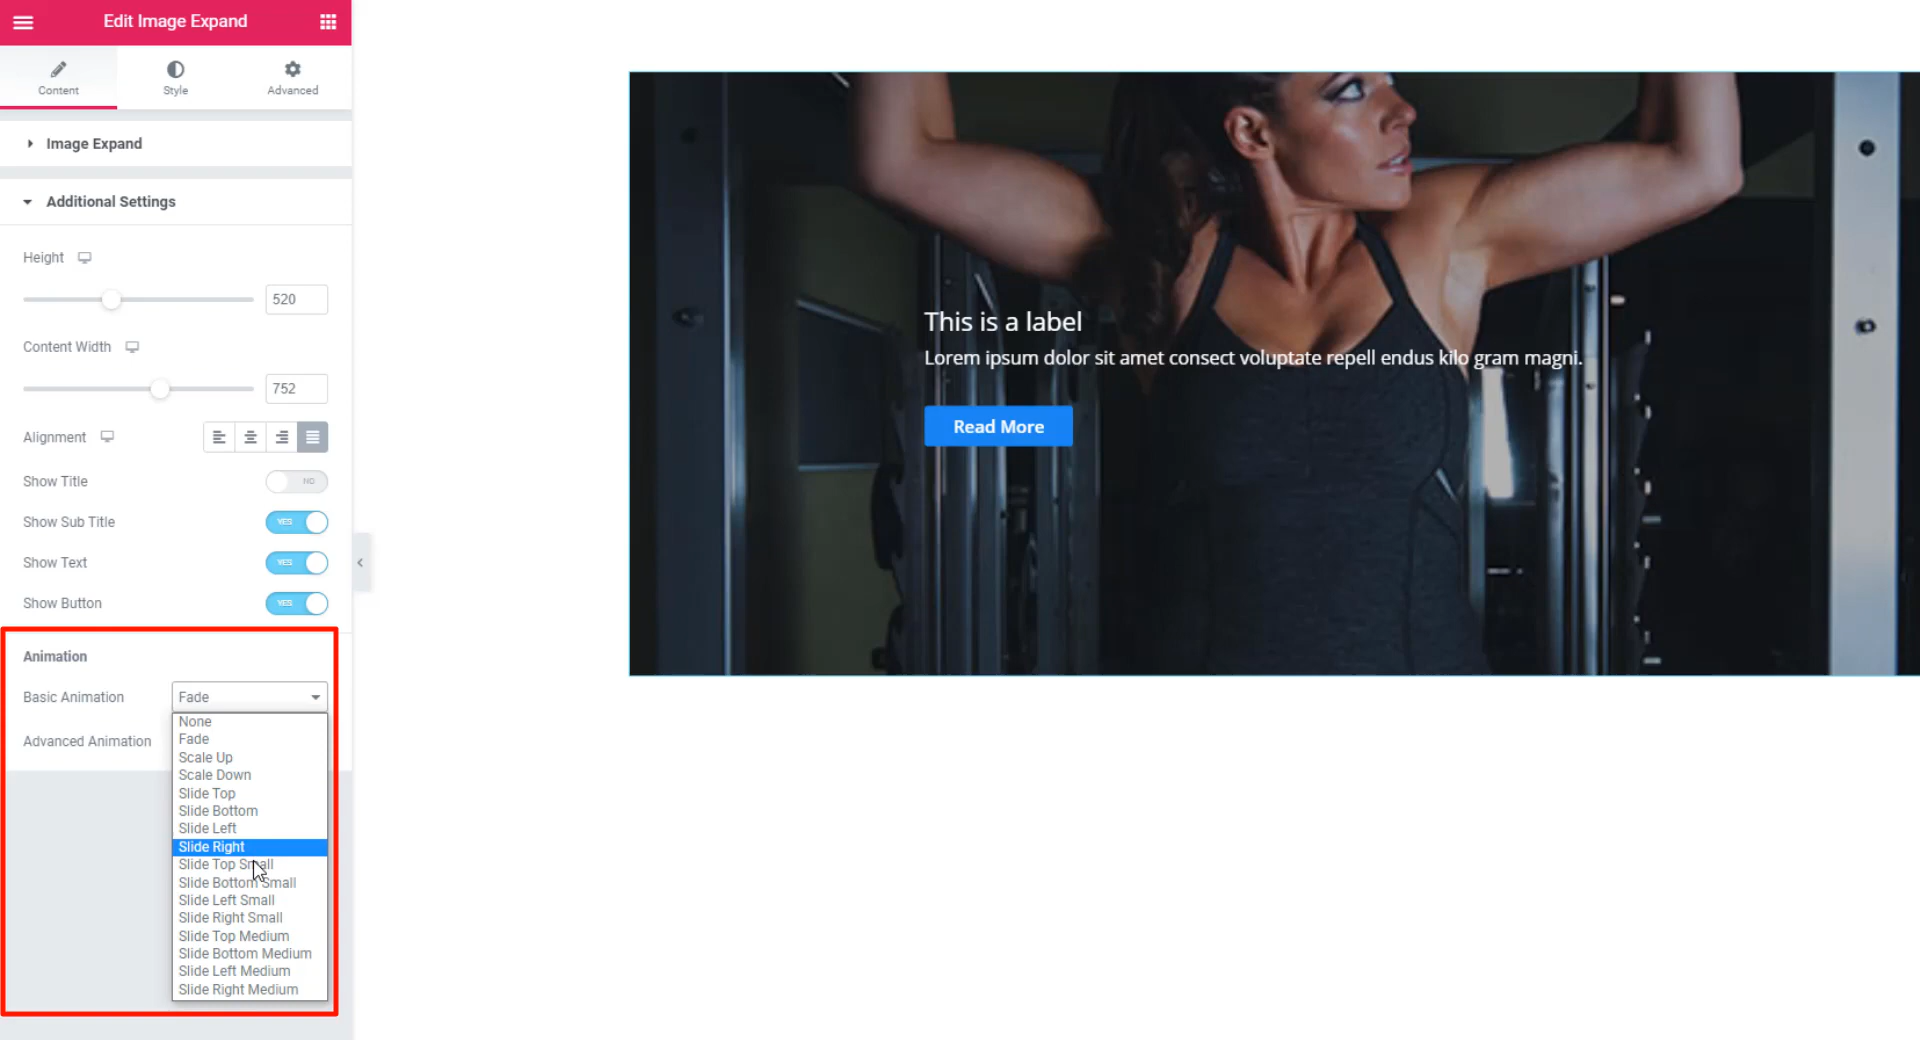 Edit Image Expand
Content
Style
Advanced
Image Expand
Additional Settings
Height
520
Content Width
752
Alignment
Show Title
NO
Show Sub Title
YES
Show Text
YES
Show Button
YES
Animation
Basic Animation
Fade
Advanced Animation
None
Fade
Scale Up
Scale Down
Slide Top
Slide Bottom
Slide Left
Slide Right
Slide Top Small
Slide Bottom Small
Slide Left Small
Slide Right Small
Slide Top Medium
Slide Bottom Medium
Slide Left Medium
Slide Right Medium
This is a label
Lorem ipsum dolor sit amet consect voluptate repell endus kilo gram magni.
Read More